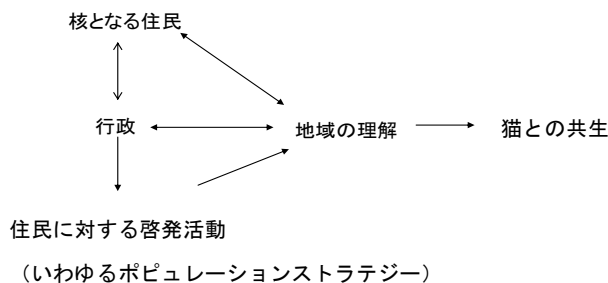 核となる住民
行政
地域の理解
猫との共生
住民に対する啓発活動
（いわゆるポピュレーションストラテジー）